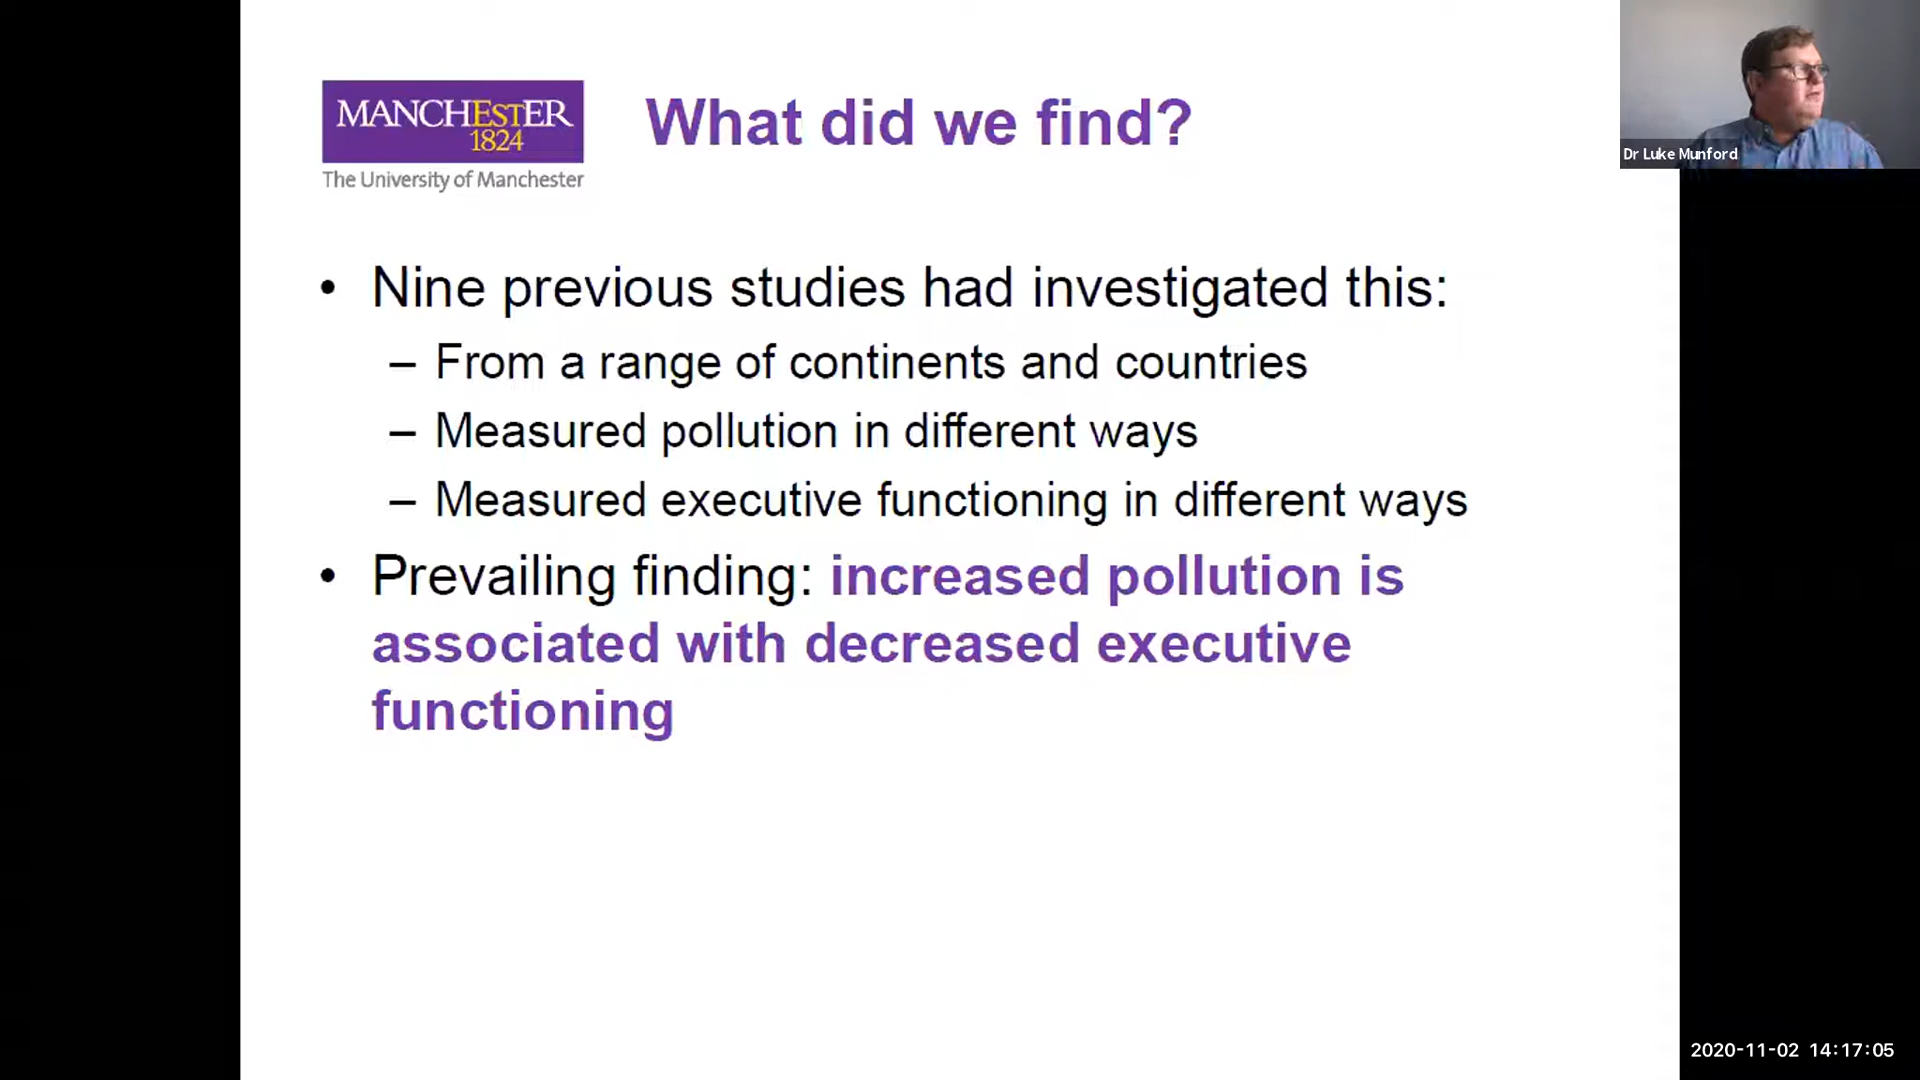 MANCHESTER
1824
The University of Manchester
What did we find?
Dr Luke Munford
• Nine previous studies had investigated this:
– From a range of continents and countries
– Measured pollution in different ways
– Measured executive functioning in different ways
• Prevailing finding: increased pollution is
associated with decreased executive
functioning
2020-11-02 14:17:05